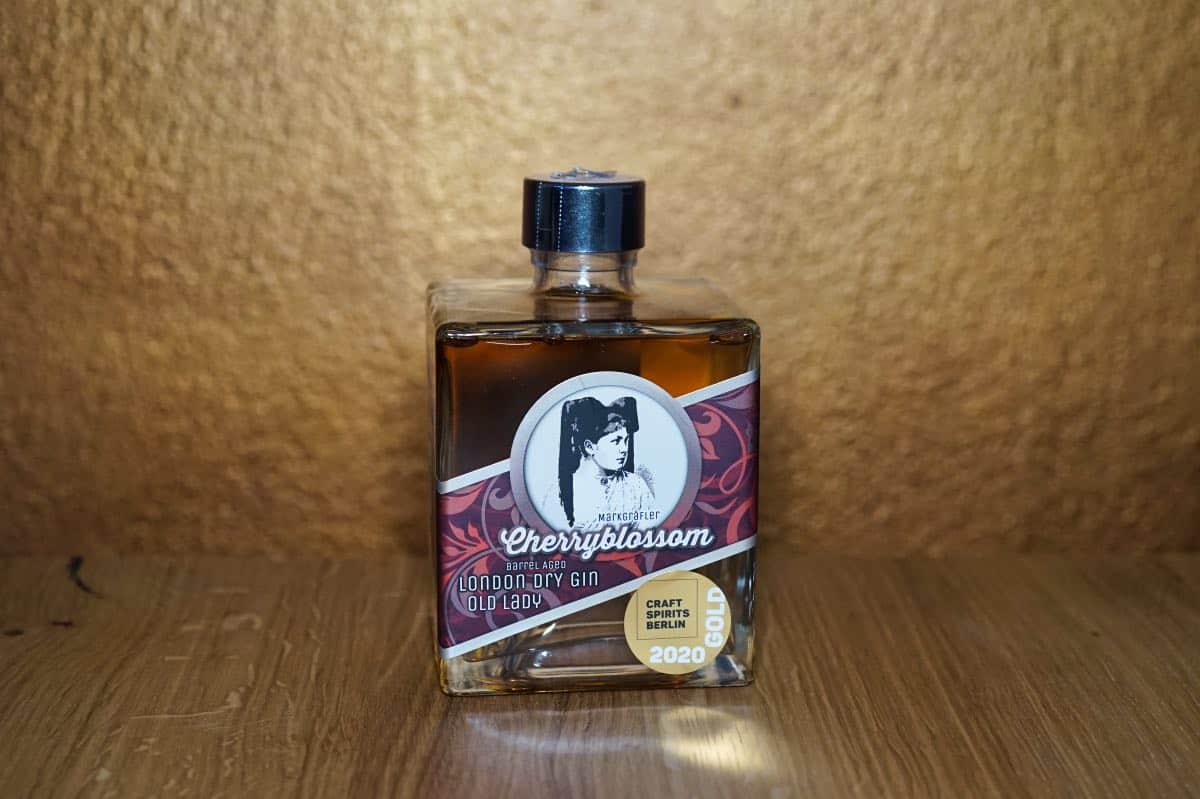 Markgräfler
Cherryblossom
Barrel Aged
London Dry Gin
Old Lady
CRAFT
SPIRITS
BERLIN
2020
GOLD